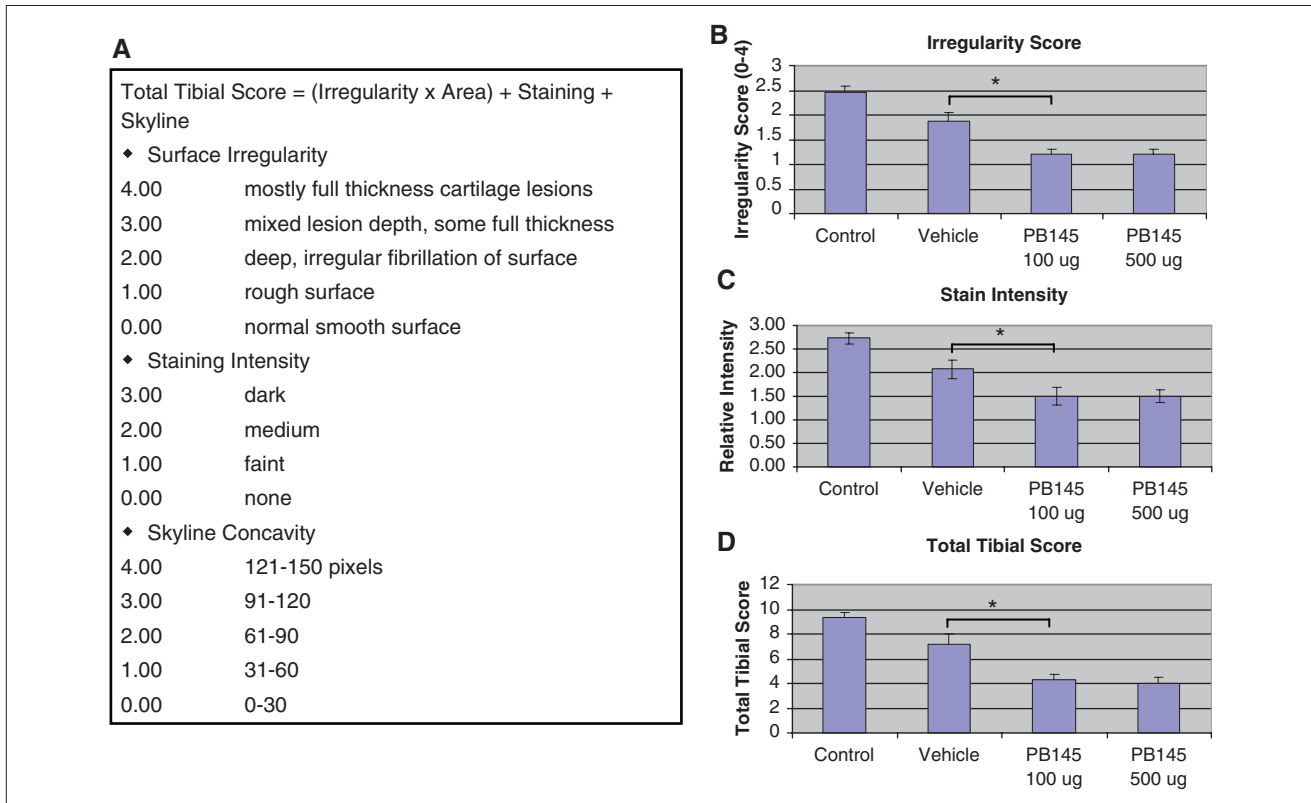 A
Total Tibial Score = (Irregularity x Area) + Staining +
Skyline
◆ Surface Irregularity
4.00 mostly full thickness cartilage lesions
3.00 mixed lesion depth, some full thickness
2.00 deep, irregular fibrillation of surface
1.00 rough surface
0.00 normal smooth surface
◆ Staining Intensity
3.00 dark
2.00 medium
1.00 faint
0.00 none
◆ Skyline Concavity
4.00 121-150 pixels
3.00 91-120
2.00 61-90
1.00 31-60
0.00 0-30
B
Irregularity Score
Irregularity Score (0-4)
3
2.5
2
1.5
1
0.5
0
*
Control Vehicle PB145 PB145
100 ug 500 ug
C
Stain Intensity
Relative Intensity
3.00
2.50
2.00
1.50
1.00
0.50
0.00
*
Control Vehicle PB145 PB145
100 ug 500 ug
D
Total Tibial Score
Total Tibial Score
12
10
8
6
4
2
0
*
Control Vehicle PB145 PB145
100 ug 500 ug